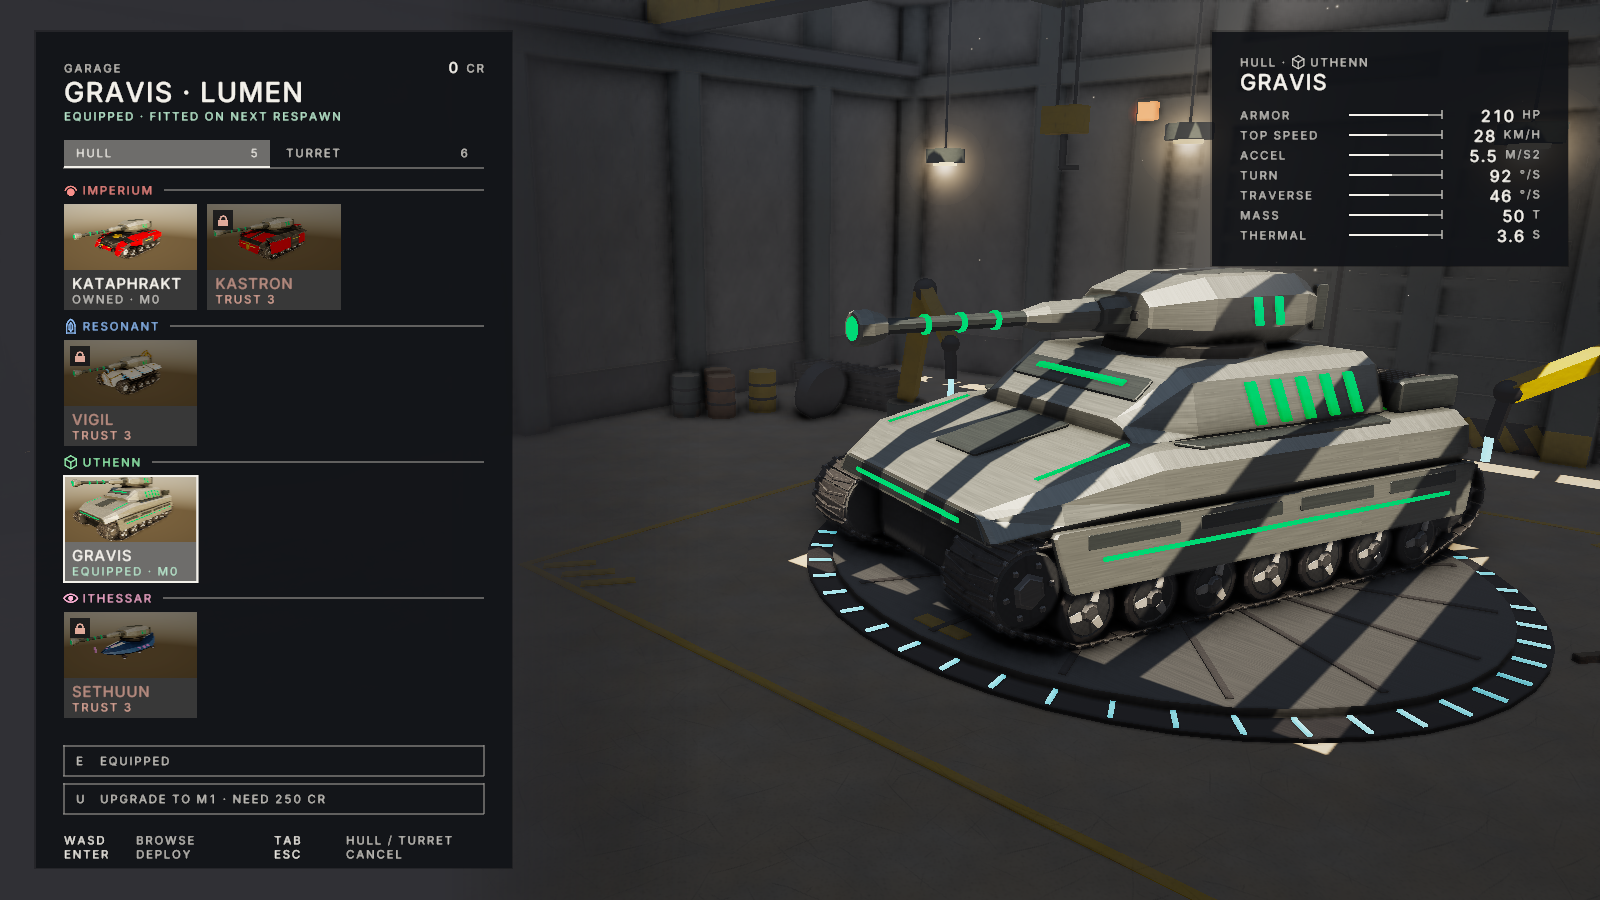 GARAGE 0 CR
GRAVIS · LUMEN
EQUIPPED · FITTED ON NEXT RESPAWN
HULL 5 TURRET 6
IMPERIUM
KATAPHRAKT KASTRON
OWNED · M0 TRUST 3
RESONANT
VIGIL
TRUST 3
UTHENN
GRAVIS
EQUIPPED · M0
ITHESSAR
SETHUUN
TRUST 3
E EQUIPPED
U UPGRADE TO M1 · NEED 250 CR
WASD BROWSE TAB HULL / TURRET
ENTER DEPLOY ESC CANCEL
HULL · UTHENN
GRAVIS
ARMOR 210 HP
TOP SPEED 28 KM/H
ACCEL 5.5 M/S2
TURN 92 °/S
TRAVERSE 46 °/S
MASS 50 T
THERMAL 3.6 S